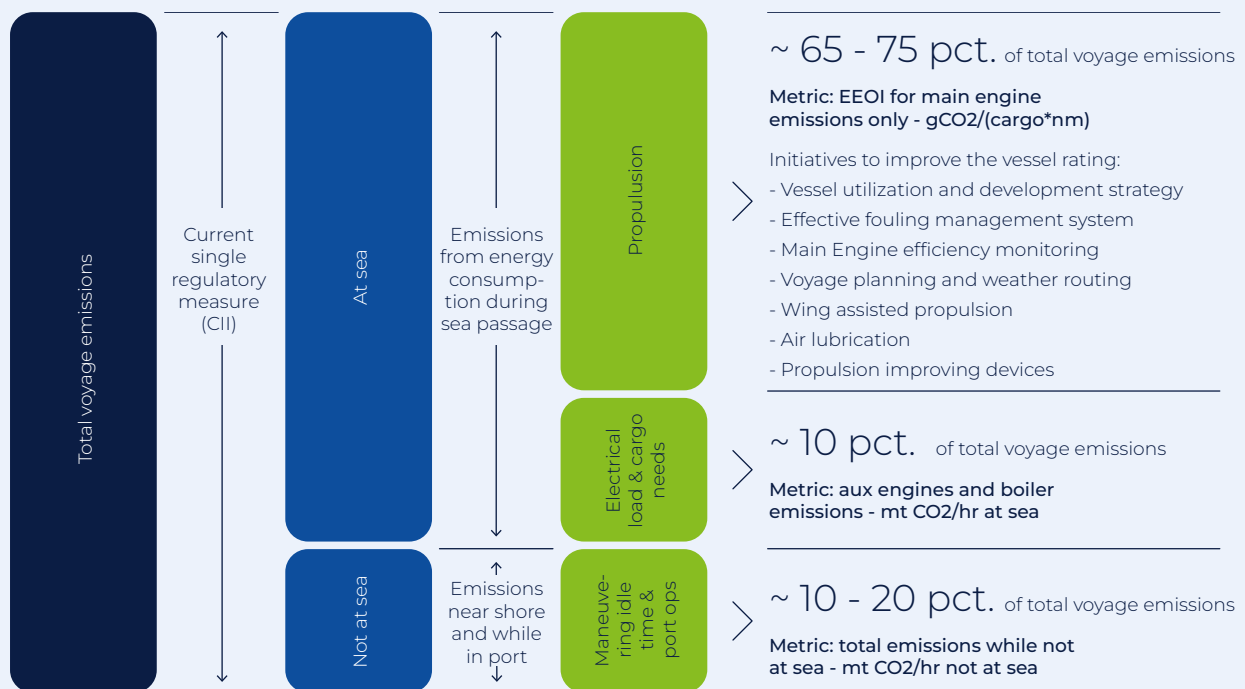 Total voyage emissions
Current
single
regulatory
measure
(CII)
At sea
Emissions
from energy
consump-
tion during
sea passage
Propulusion
~ 65 - 75 pct. of total voyage emissions
Metric: EEOI for main engine
emissions only - gCO2/(cargo*nm)
Initiatives to improve the vessel rating:
- Vessel utilization and development strategy
- Effective fouling management system
- Main Engine efficiency monitoring
- Voyage planning and weather routing
- Wing assisted propulsion
- Air lubrication
- Propulsion improving devices
Electrical
load & cargo
needs
~ 10 pct. of total voyage emissions
Metric: aux engines and boiler
emissions - mt CO2/hr at sea
Not at sea
Emissions
near shore
and while
in port
Maneuve-
ring idle
time &
port ops
~ 10 - 20 pct. of total voyage emissions
Metric: total emissions while not
at sea - mt CO2/hr not at sea